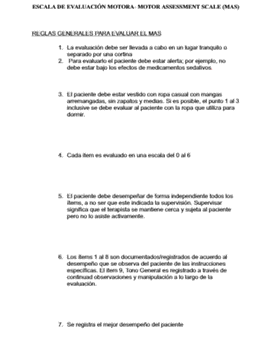 ESCALA DE EVALUACIÓN MOTORA- MOTOR ASSESSMENT SCALE (MAS)
REGLAS GENERALES PARA EVALUAR EL MAS
1. La evaluación debe ser llevada a cabo en un lugar tranquilo o
separado por una cortina
2. Para evaluarlo el paciente debe estar alerta; por ejemplo, no
debe estar bajo los efectos de medicamentos sedativos.
3. El paciente debe estar vestido con ropa casual con mangas
arremangadas, sin zapatos y medias. Si es posible, el punto 1 al 3
inclusive se debe evaluar al paciente con la ropa que utiliza para
dormir.
4. Cada ítem es evaluado en una escala del 0 al 6
5. El paciente debe desempeñar de forma independiente todos los
ítems, a no ser que este indicada la supervisión. Supervisar
significa que el terapista se mantiene cerca y sujeta al paciente
pero no lo asiste activamente.
6. Los ítems 1 al 8 son documentados/registrados de acuerdo al
desempeño que se observa del paciente de las instrucciones
específicas. El item 9, Tono General es registrado a través de
continuad observaciones y manipulación a lo largo de la
evaluación.
7. Se registra el mejor desempeño del paciente